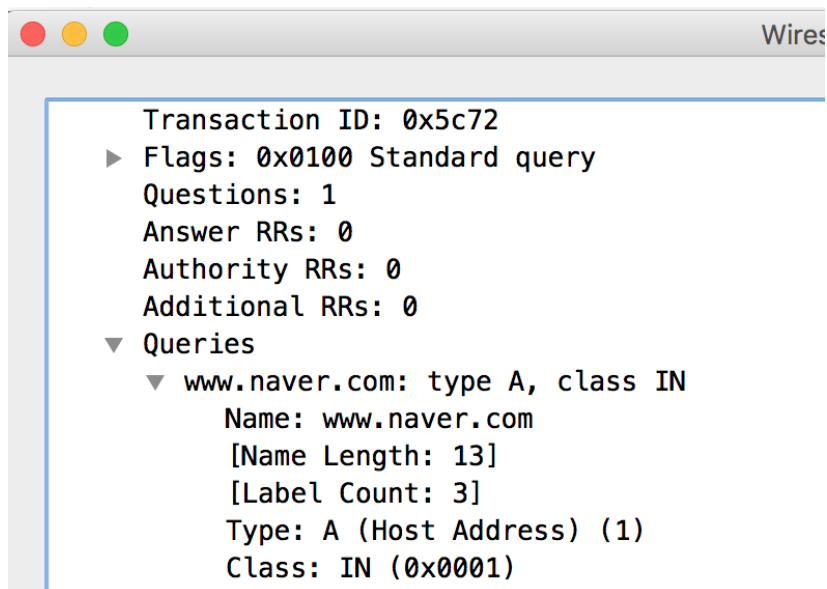 Wires
Transaction ID: 0x5c72
Flags: 0x0100 Standard query
Questions: 1
Answer RRs: 0
Authority RRs: 0
Additional RRs: 0
Queries
www.naver.com: type A, class IN
Name: www.naver.com
[Name Length: 13]
[Label Count: 3]
Type: A (Host Address) (1)
Class: IN (0x0001)